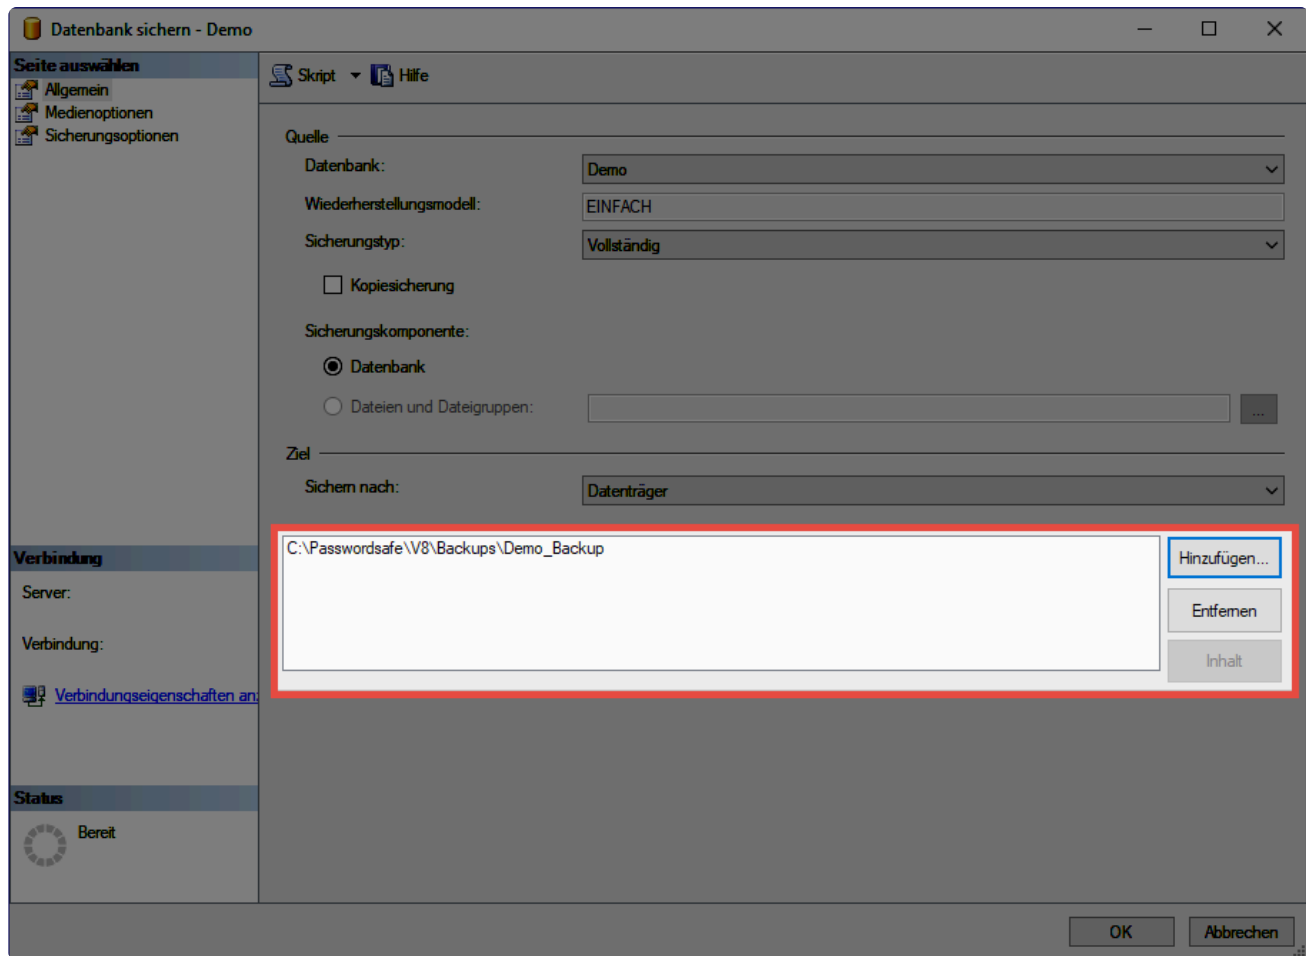 Datenbank sichern - Demo
Seite auswählen
Allgemein
Medienoptionen
Sicherungsoptionen
Skript
Hilfe
Quelle
Datenbank:
Demo
Wiederherstellungsmodell:
EINFACH
Sicherungstyp:
Vollständig
Kopiesicherung
Sicherungskomponente:
Datenbank
Dateien und Dateigruppen:
...
Ziel
Sichern nach:
Datenträger
C:\Passwordsafe\V8\Backups\Demo_Backup
Hinzufügen...
Entfernen
Inhalt
Verbindung
Server:
Verbindung:
Verbindungseigenschaften an
Status
Bereit
OK
Abbrechen